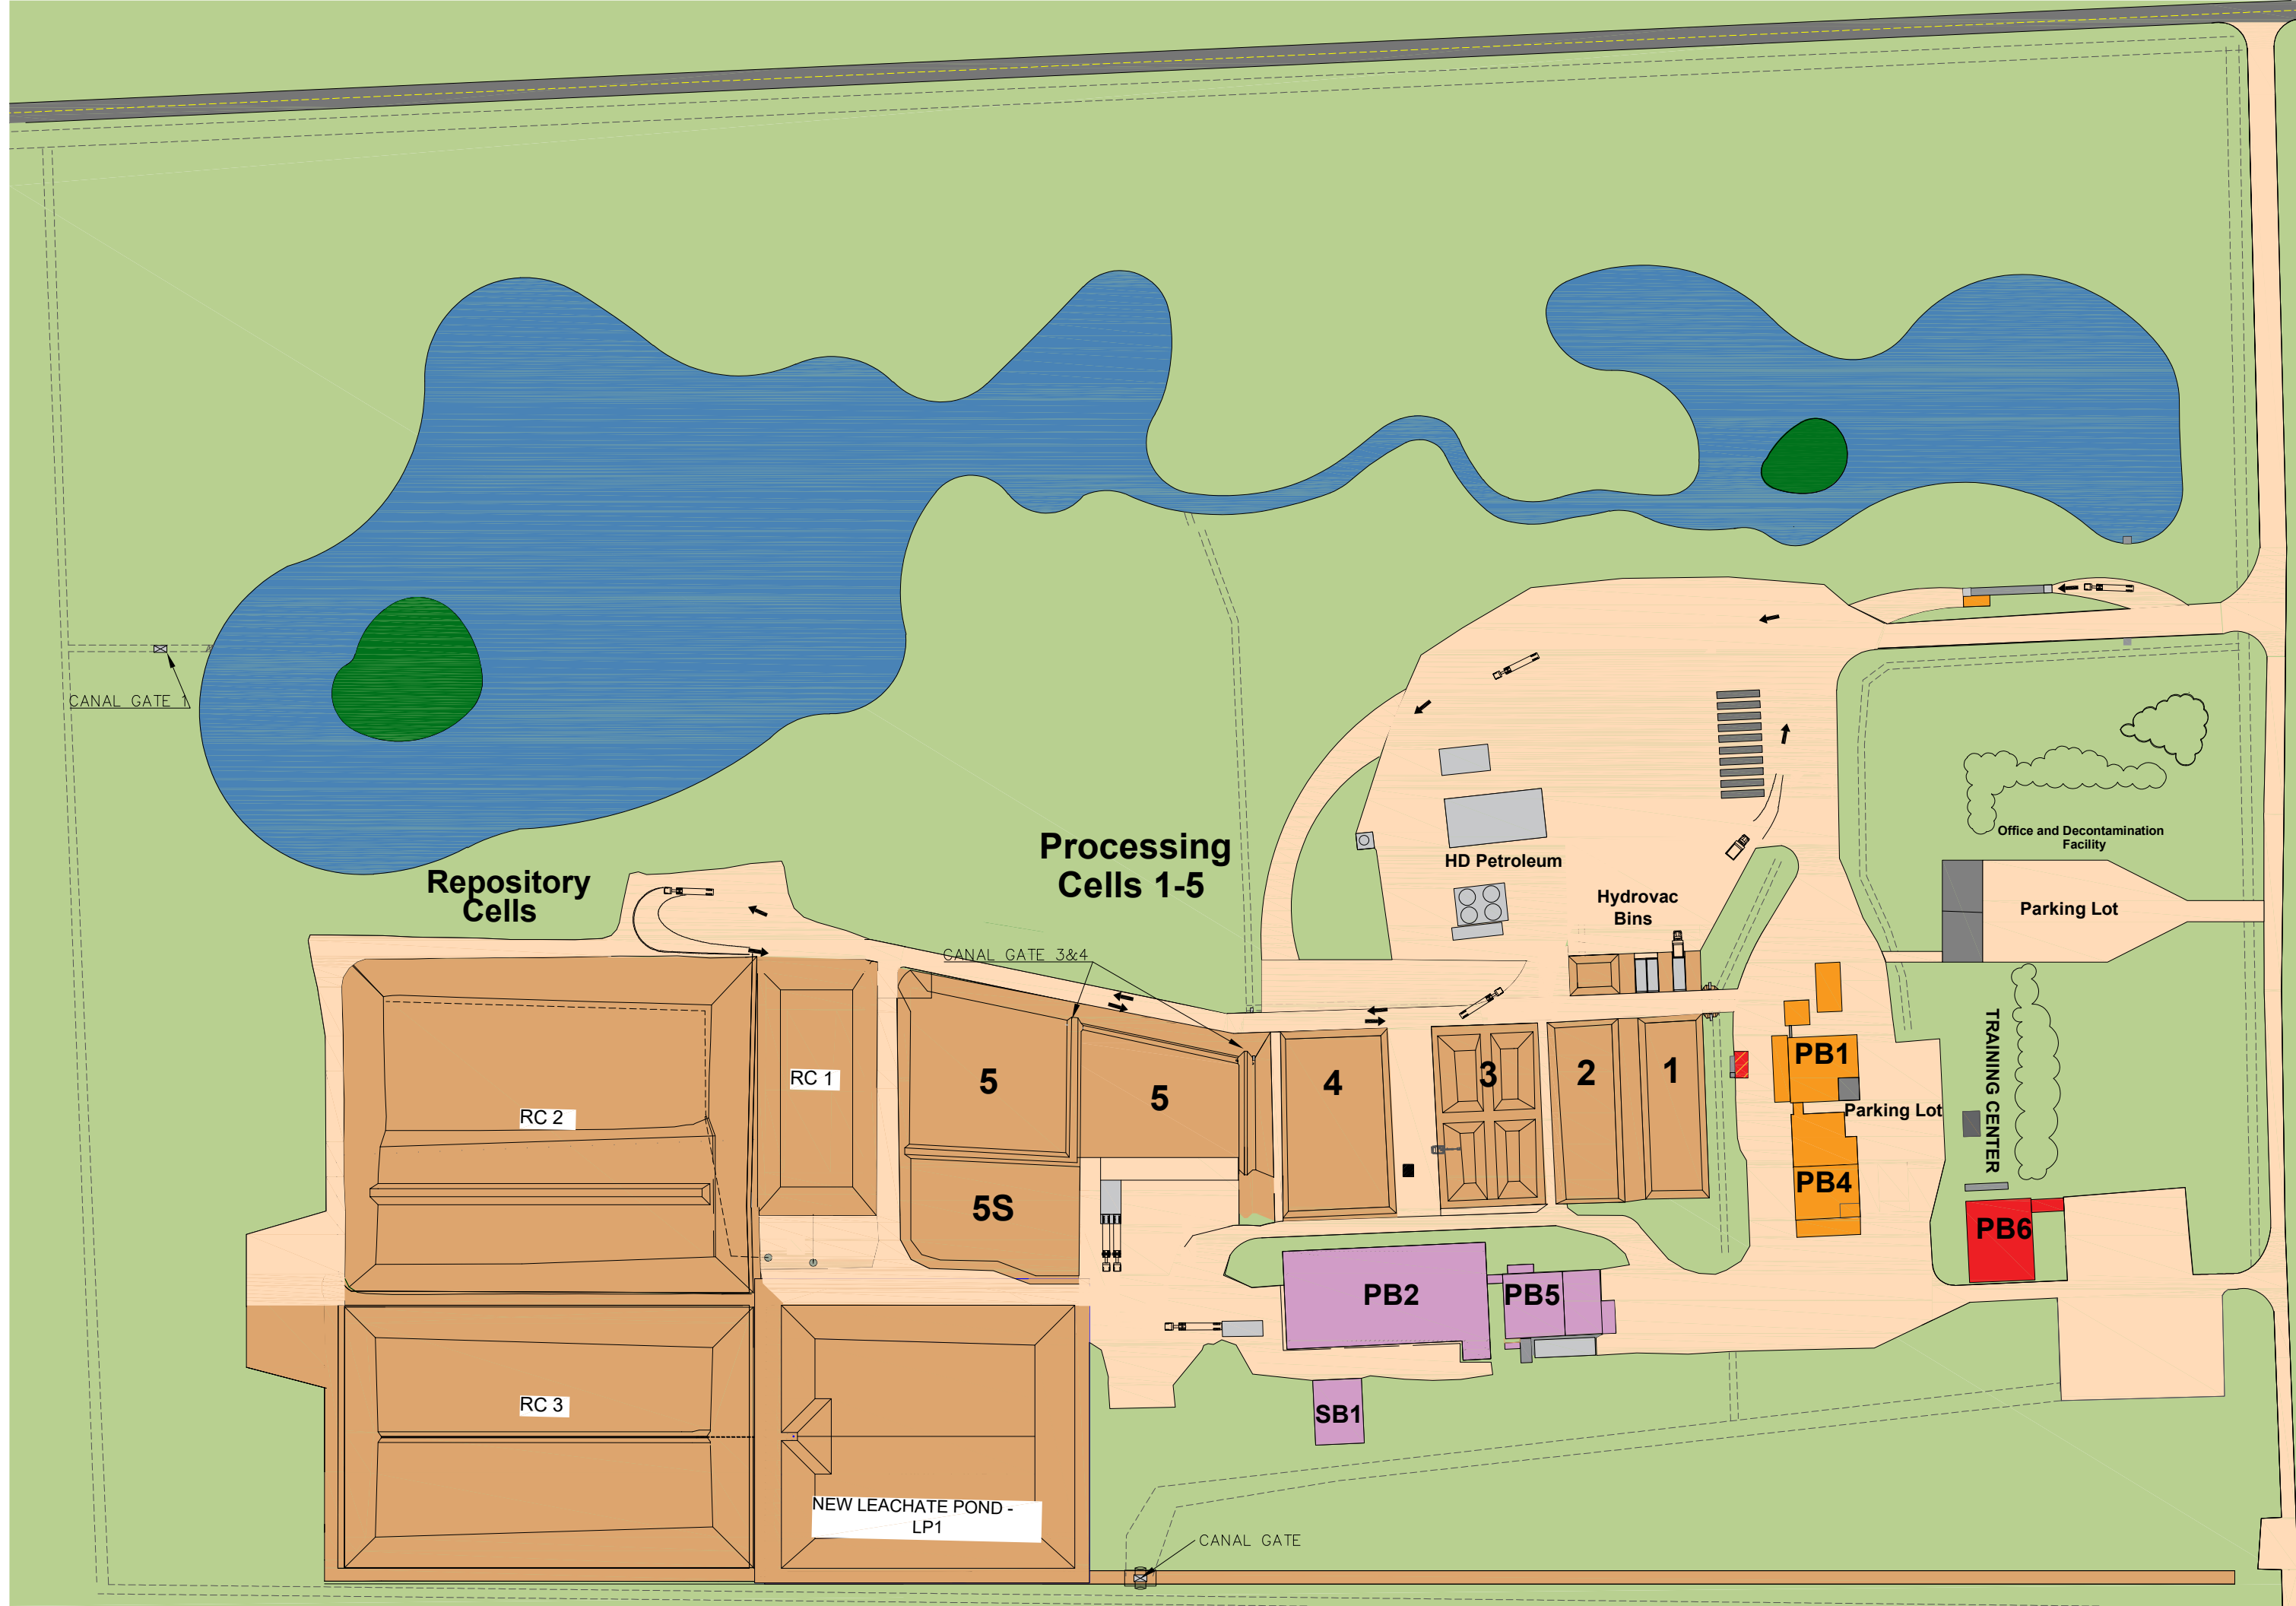 CANAL GATE 1
Processing
Cells 1-5
Office and Decontamination
Facility
HD Petroleum
Repository
Cells
Hydrovac
Bins
Parking Lot
CANAL GATE 3&4
TRAINING CENTER
RC 2
RC 1
5
5
5S
4
3
2
1
PB1
Parking Lot
PB4
PB6
PB2
PB5
SB1
RC 3
NEW LEACHATE POND -
LP1
CANAL GATE